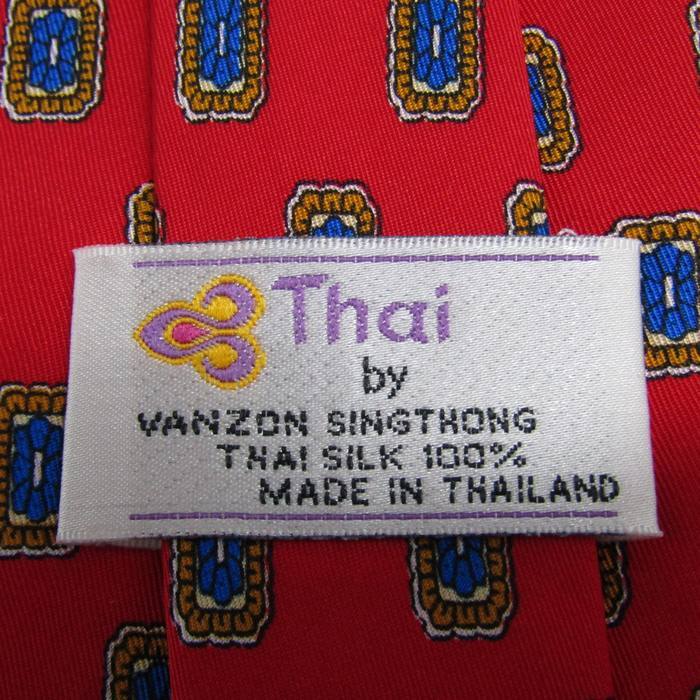 Thai
by
VANZON SINGTHONG
THAI SILK 100%
MADE IN THAILAND